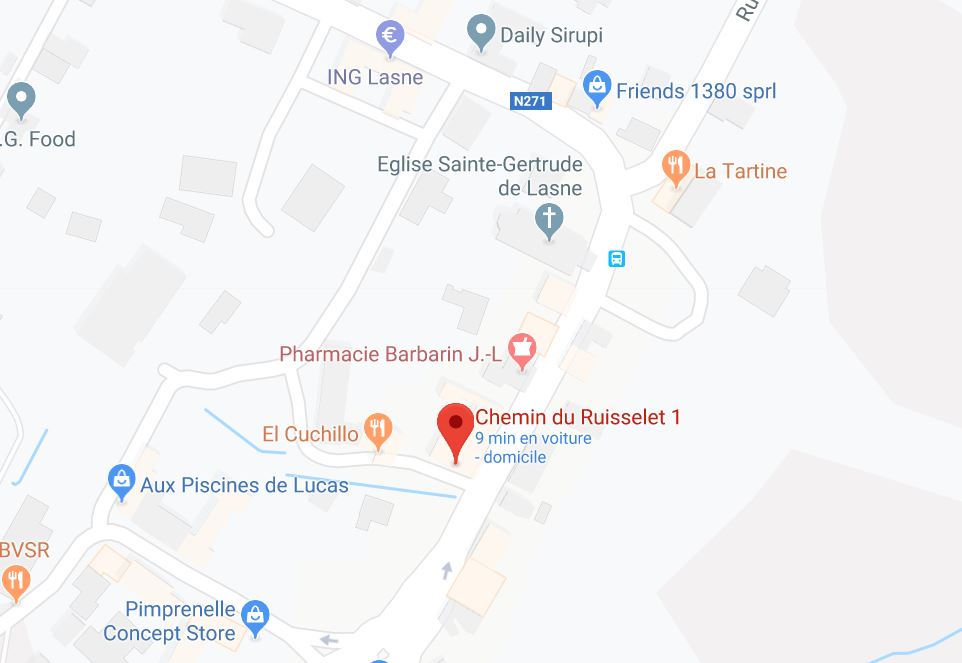 Daily Sirupi
ING Lasne
N271
Friends 1380 sprl
.G. Food
Eglise Sainte-Gertrude
de Lasne
La Tartine
Pharmacie Barbarin J.-L
Chemin du Ruisselet 1
9 min en voiture
- domicile
El Cuchillo
Aux Piscines de Lucas
BVSR
Pimprenelle
Concept Store
Ru